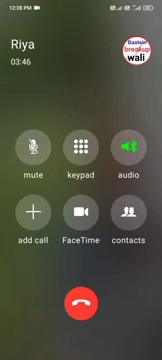 12:28 PM
Riya
03:46
Baatein
breakup
wali
mute
keypad
audio
add call
FaceTime
contacts